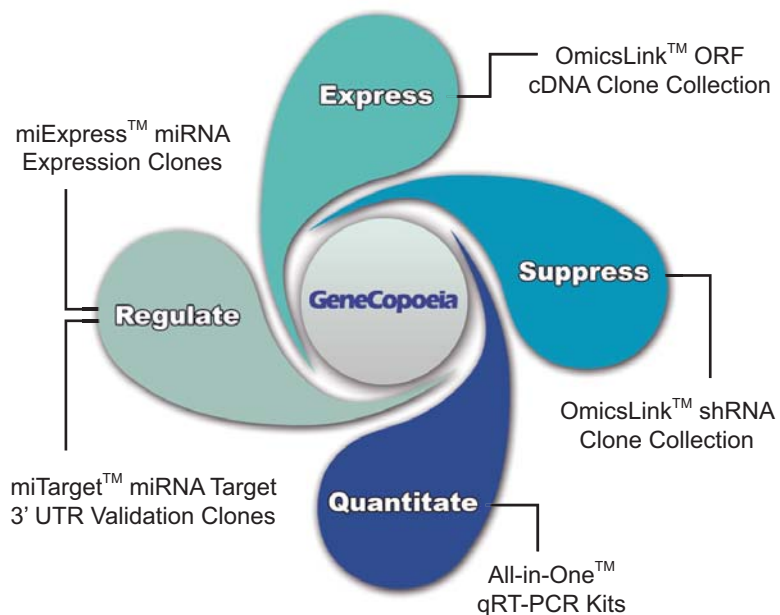 Express
OmicsLink™ ORF
cDNA Clone Collection
miExpress™ miRNA
Expression Clones
Suppress
GeneCopoeia
Regulate
OmicsLink™ shRNA
Clone Collection
miTarget™ miRNA Target
3’ UTR Validation Clones
Quantitate
All-in-One™
qRT-PCR Kits